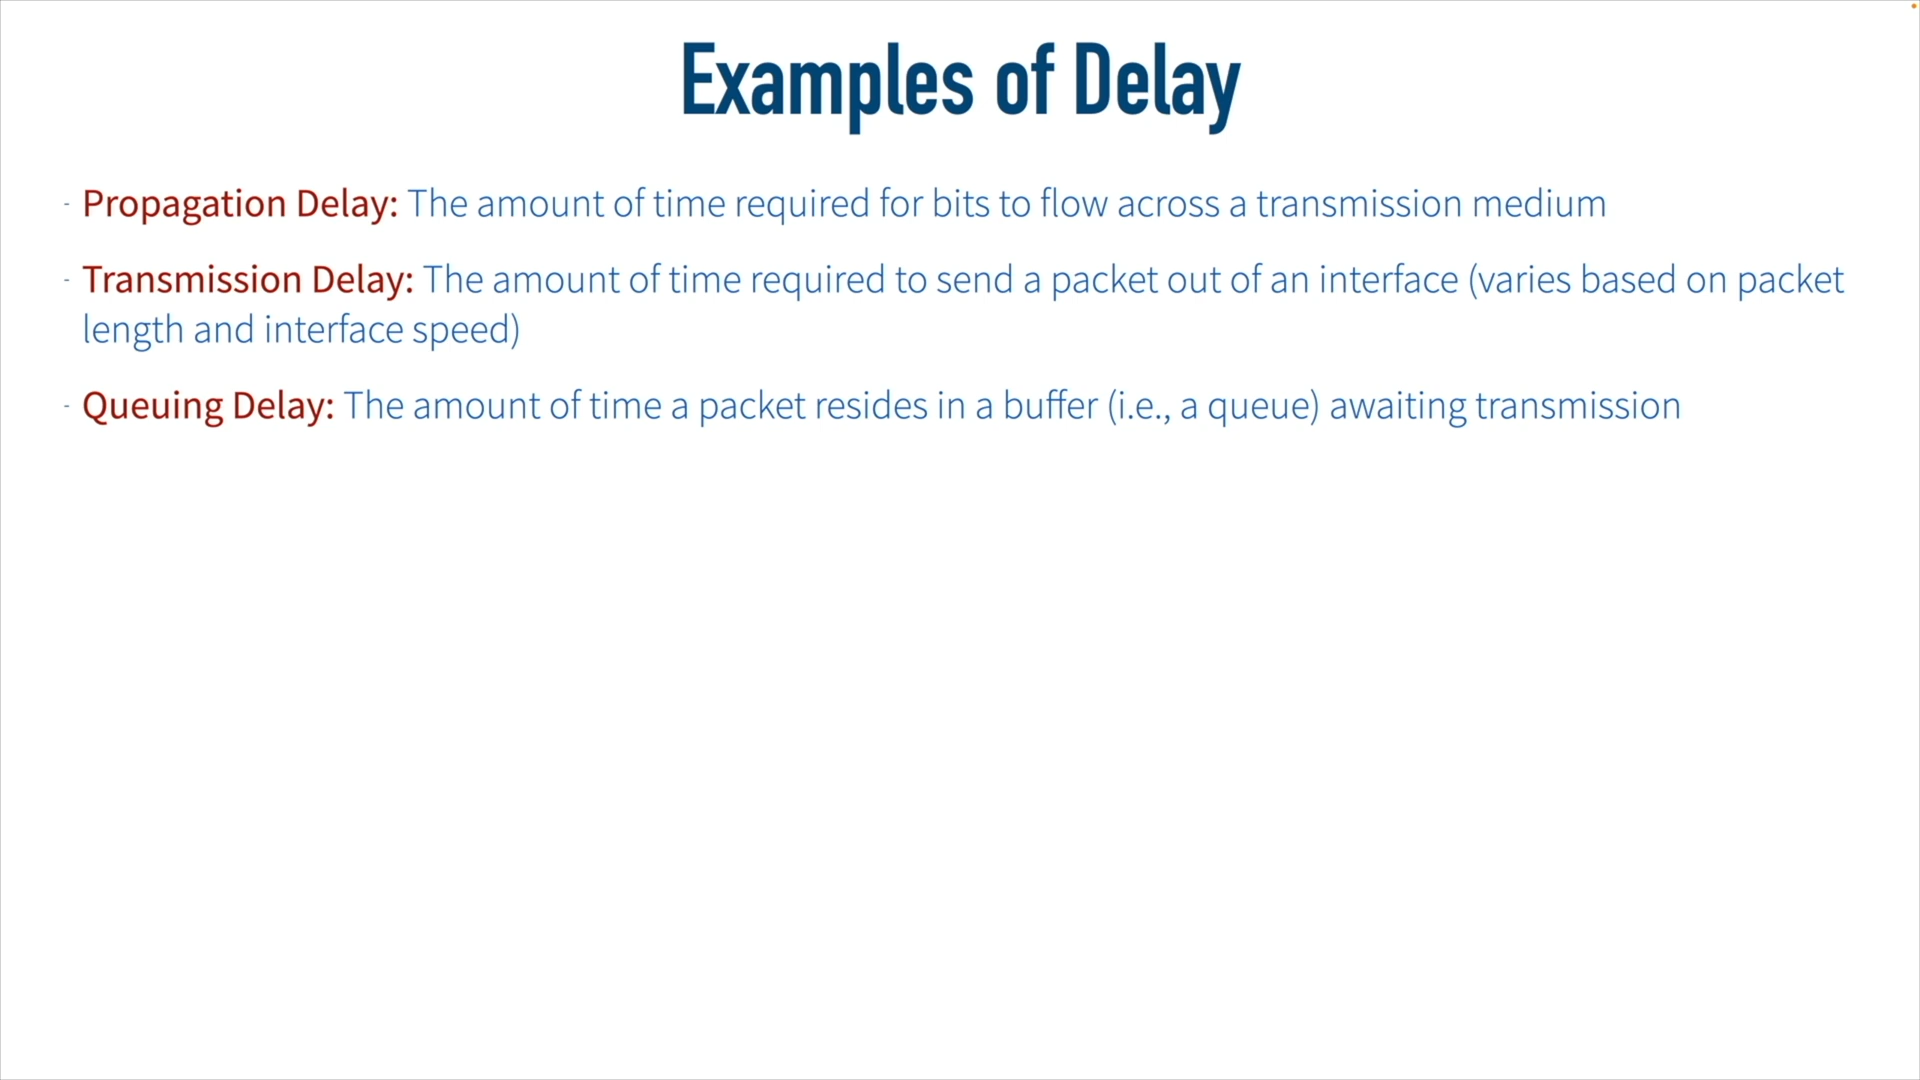 Examples of Delay
- Propagation Delay: The amount of time required for bits to flow across a transmission medium
- Transmission Delay: The amount of time required to send a packet out of an interface (varies based on packet
length and interface speed)
- Queuing Delay: The amount of time a packet resides in a buffer (i.e., a queue) awaiting transmission